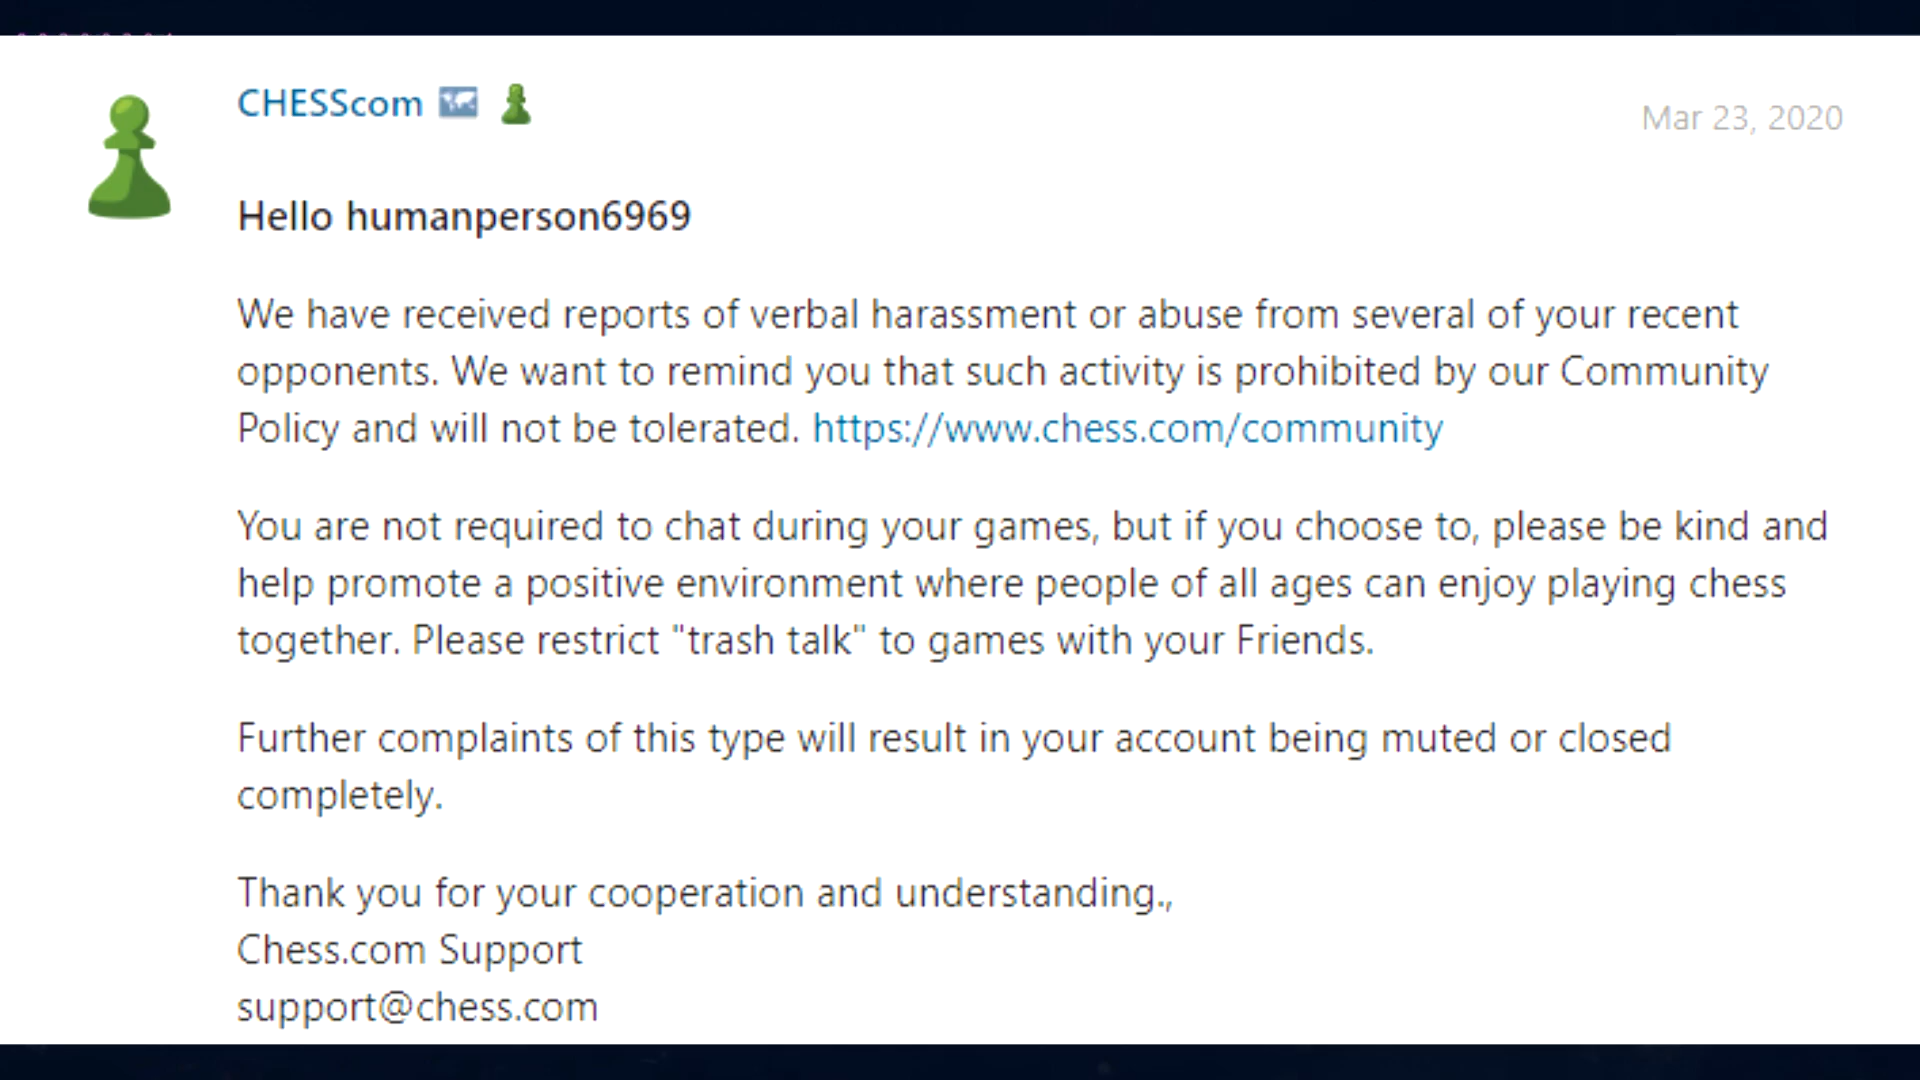 CHESScom
Mar 23, 2020
Hello humanperson6969
We have received reports of verbal harassment or abuse from several of your recent
opponents. We want to remind you that such activity is prohibited by our Community
Policy and will not be tolerated. https://www.chess.com/community
You are not required to chat during your games, but if you choose to, please be kind and
help promote a positive environment where people of all ages can enjoy playing chess
together. Please restrict "trash talk" to games with your Friends.
Further complaints of this type will result in your account being muted or closed
completely.
Thank you for your cooperation and understanding.,
Chess.com Support
support@chess.com